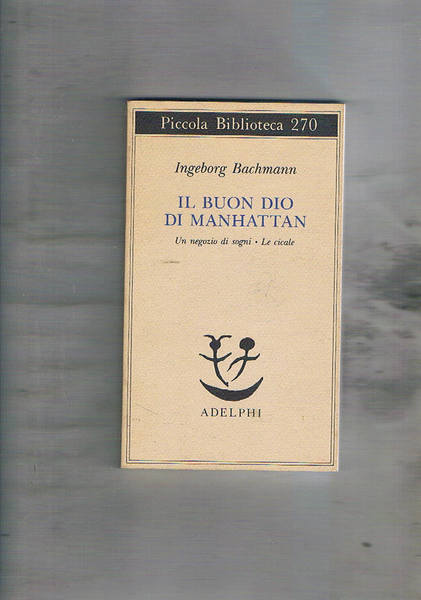 Piccola Biblioteca 270
Ingeborg Bachmann
IL BUON DIO
DI MANHATTAN
Un negozio di sogni • Le cicale
ADELPHI